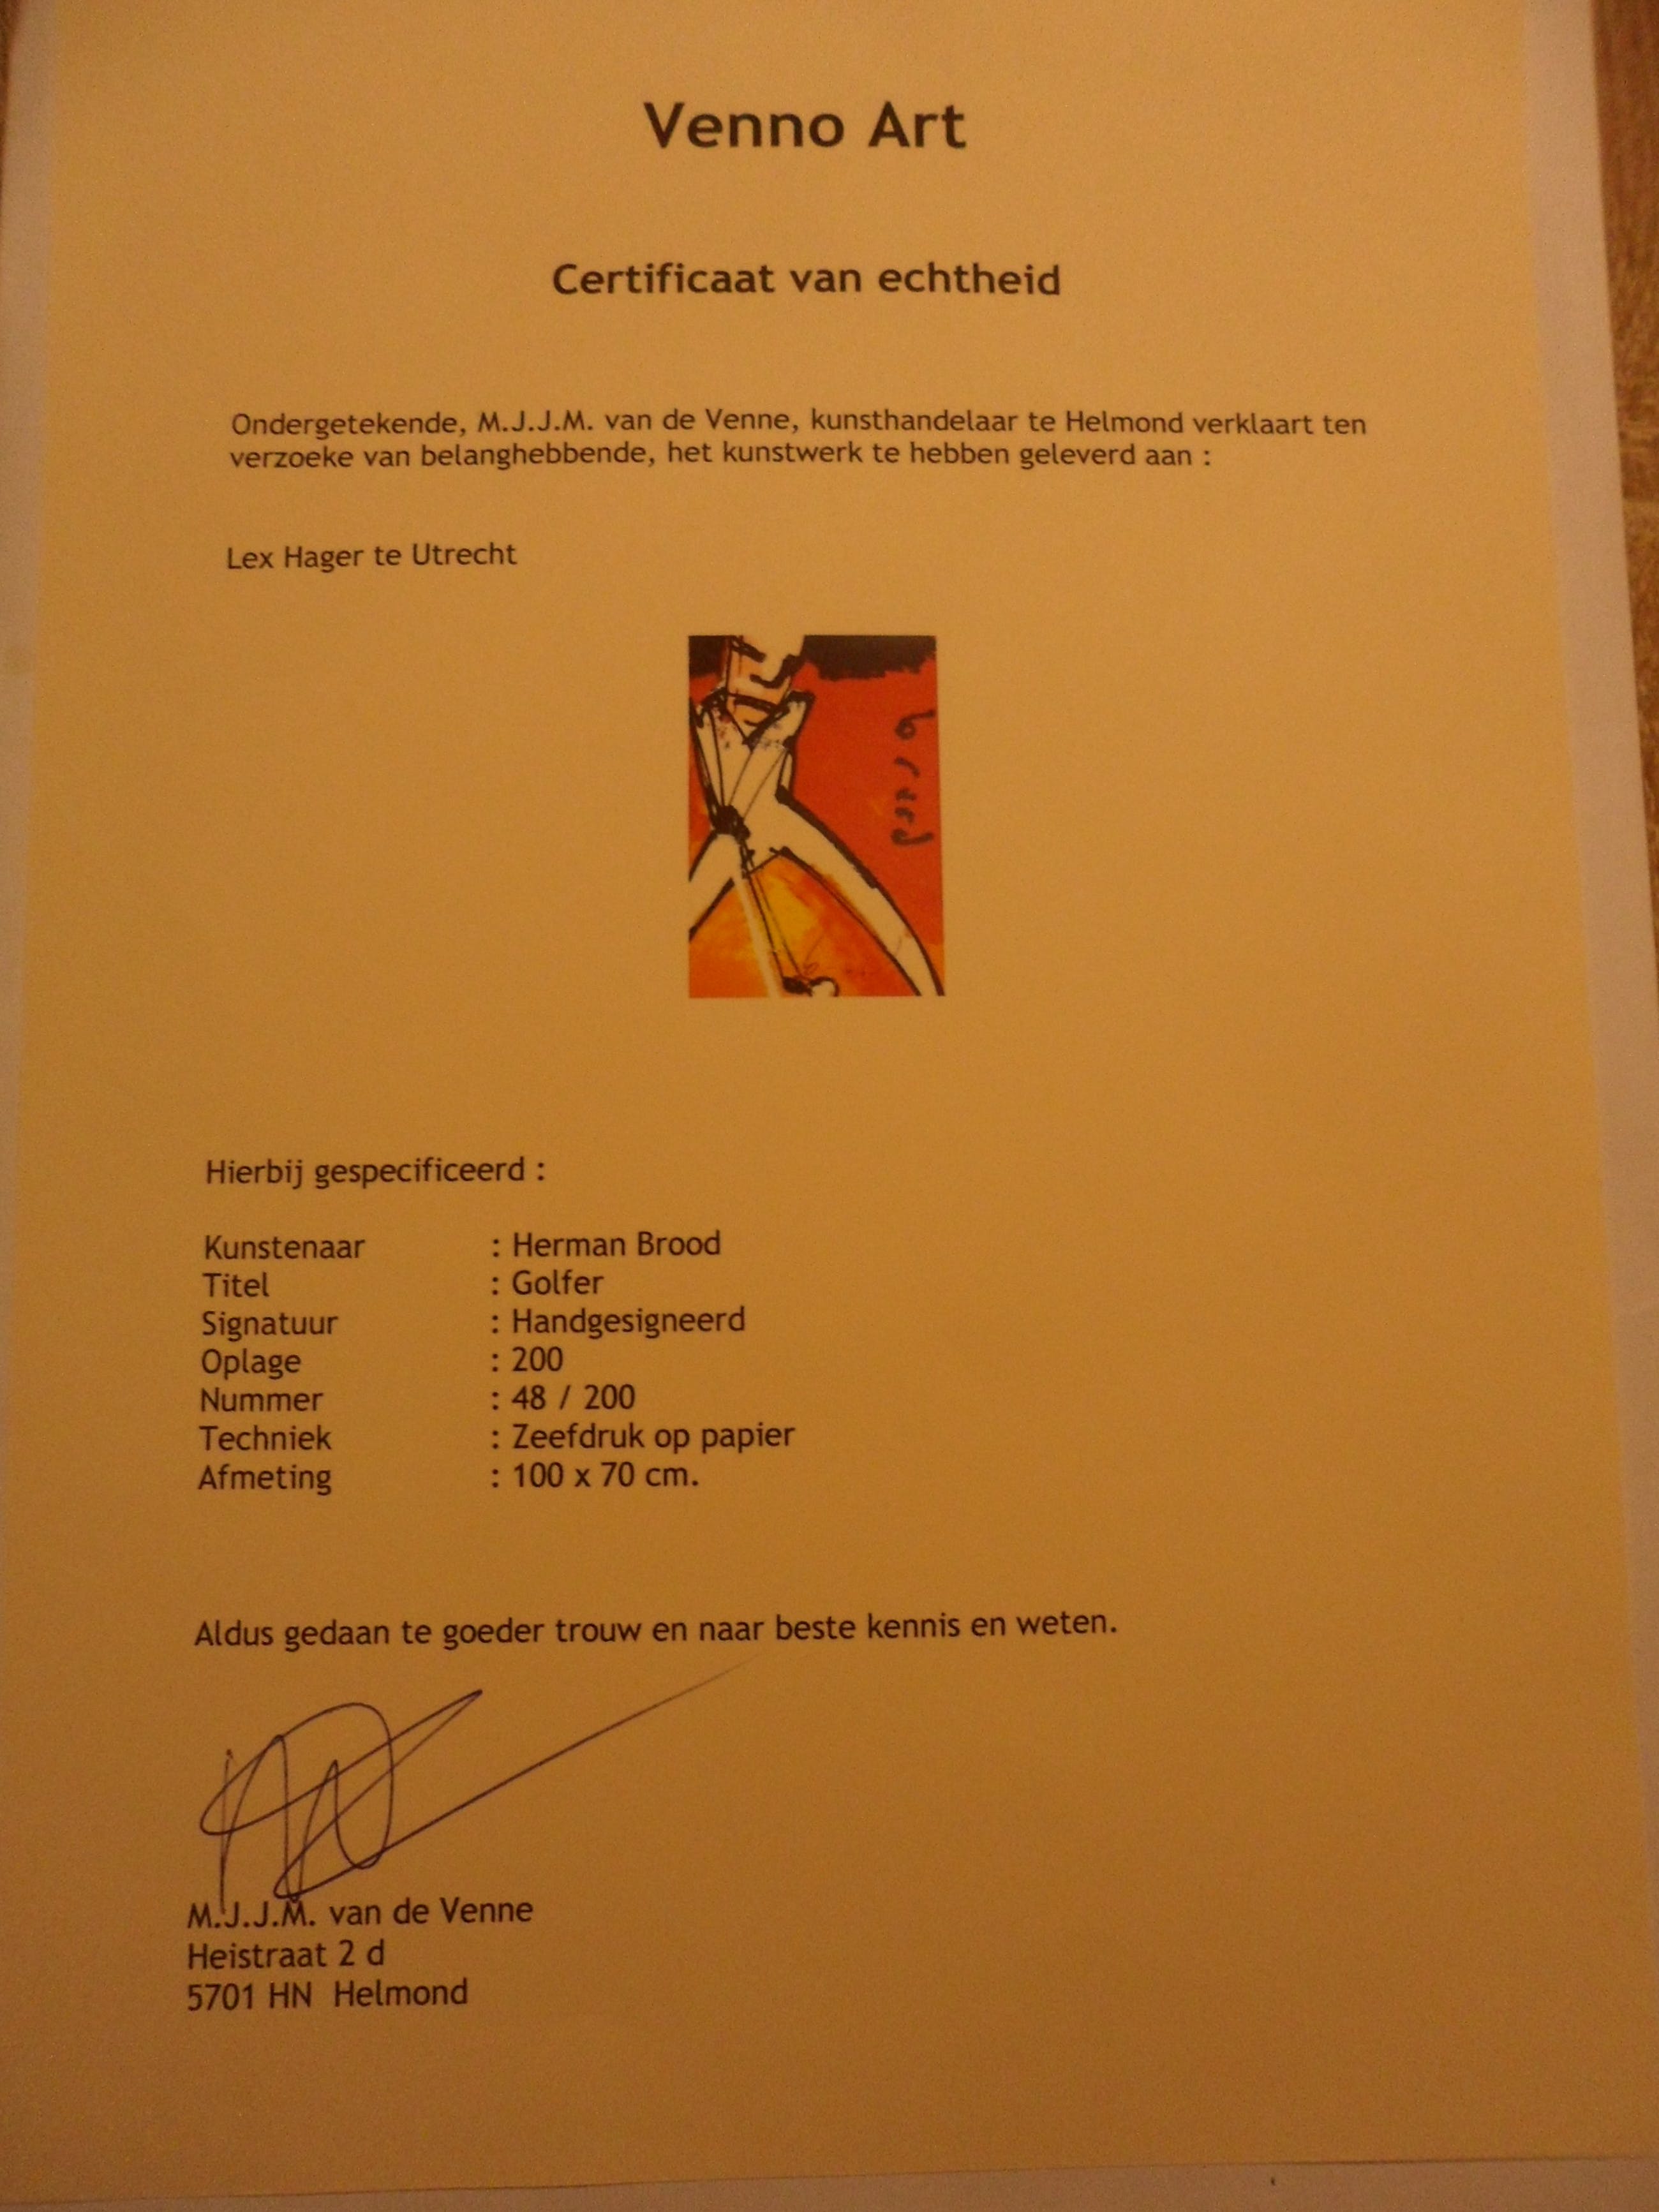 Venno Art
Certificaat van echtheid
Ondergetekende, M.J.J.M. van de Venne, kunsthandelaar te Helmond verklaart ten
verzoeke van belanghebbende, het kunstwerk te hebben geleverd aan :
Lex Hager te Utrecht
brood
Hierbij gespecificeerd :
Kunstenaar : Herman Brood
Titel : Golfer
Signatuur : Handgesigneerd
Oplage : 200
Nummer : 48 / 200
Techniek : Zeefdruk op papier
Afmeting : 100 x 70 cm.
Aldus gedaan te goeder trouw en naar beste kennis en weten.
M.J.J.M. van de Venne
Heistraat 2 d
5701 HN Helmond